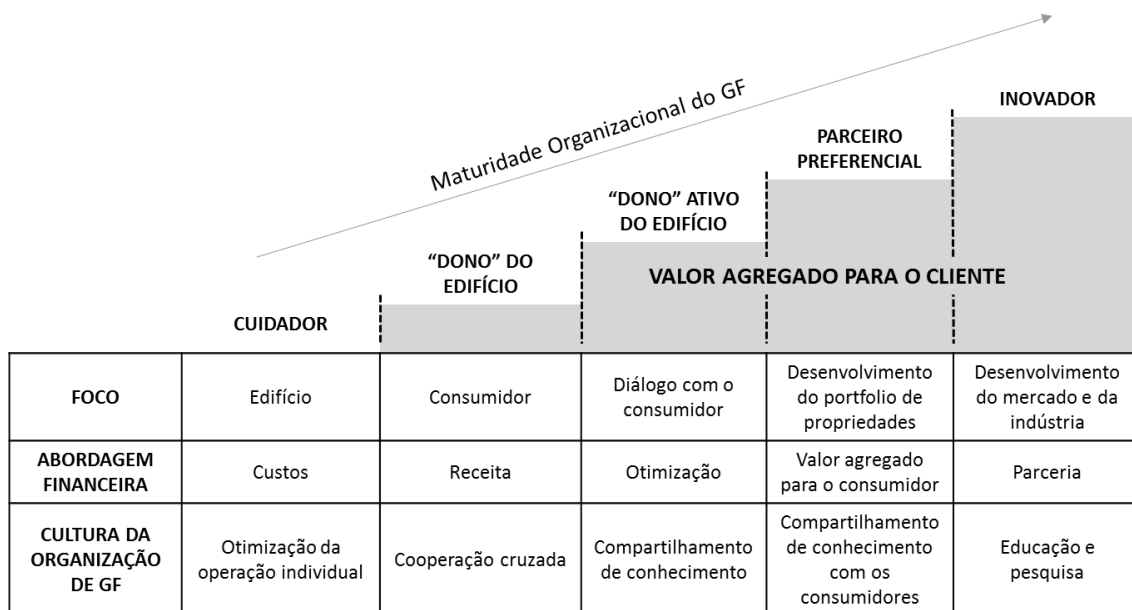 Maturidade Organizacional do GF
INOVADOR
PARCEIRO
PREFERENCIAL
“DONO” ATIVO
DO EDIFÍCIO
“DONO” DO
EDIFÍCIO
CUIDADOR
VALOR AGREGADO PARA O CLIENTE
FOCO
Edifício
Consumidor
Diálogo com o
consumidor
Desenvolvimento
do portfolio de
propriedades
Desenvolvimento
do mercado e da
indústria
ABORDAGEM
FINANCEIRA
Custos
Receita
Otimização
Valor agregado
para o consumidor
Parceria
CULTURA DA
ORGANIZAÇÃO
DE GF
Otimização da
operação individual
Cooperação cruzada
Compartilhamento
de conhecimento
Compartilhamento
de conhecimento
com os
consumidores
Educação e
pesquisa